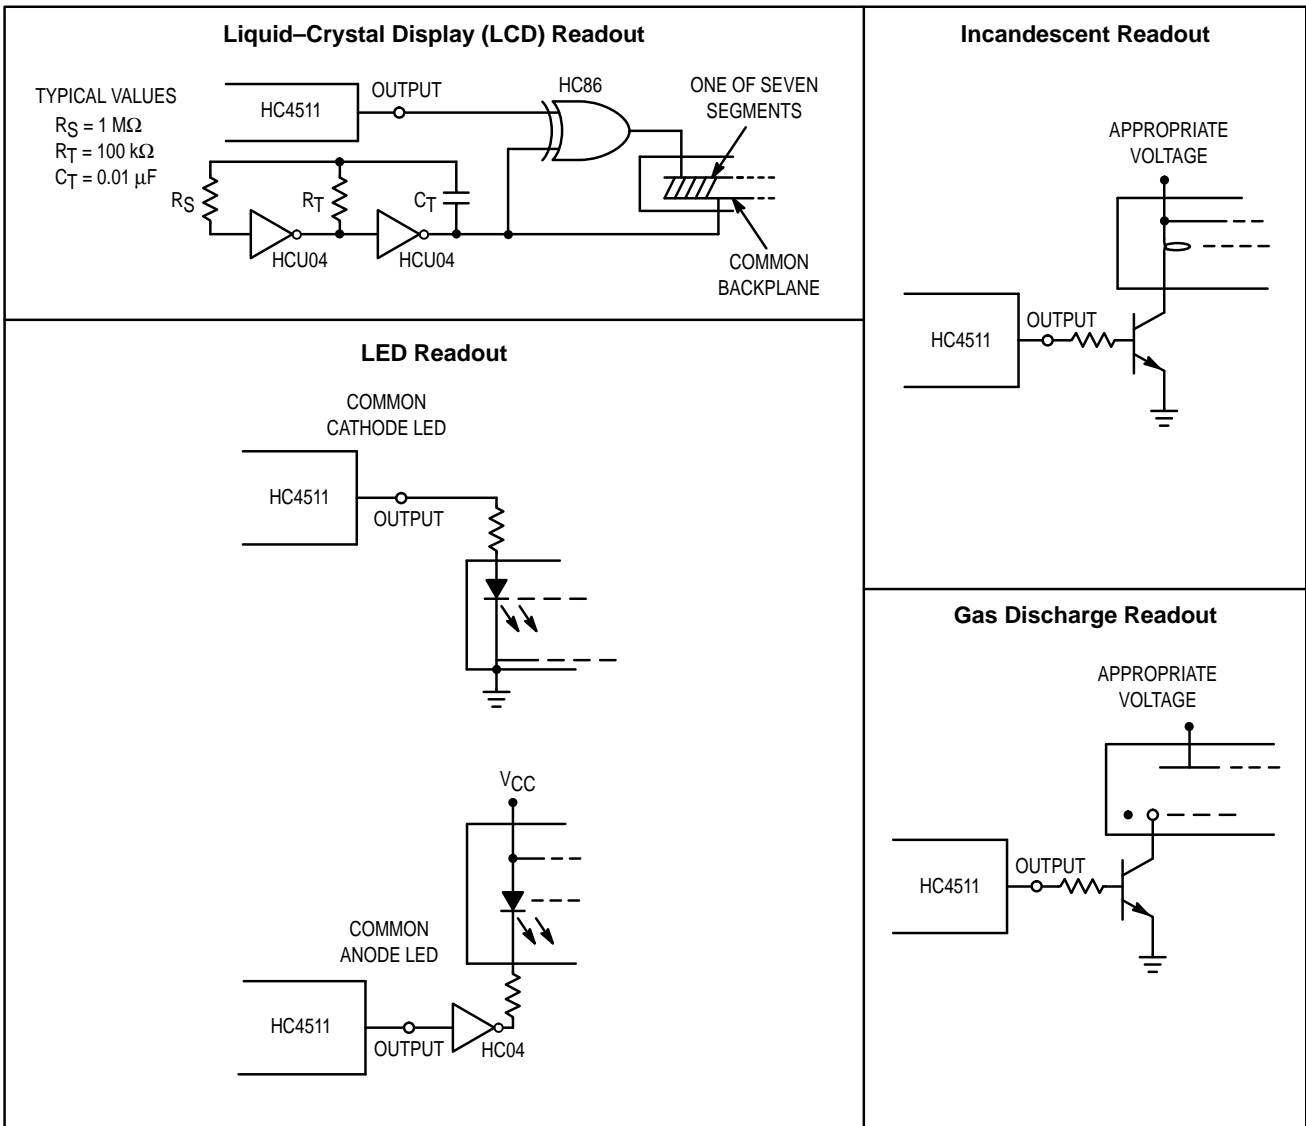 Liquid–Crystal Display (LCD) Readout
TYPICAL VALUES
RS = 1 MΩ
RT = 100 kΩ
CT = 0.01 μF
HC4511
OUTPUT
HC86
ONE OF SEVEN
SEGMENTS
RS
RT
CT
HCU04
HCU04
COMMON
BACKPLANE
Incandescent Readout
APPROPRIATE
VOLTAGE
HC4511
OUTPUT
LED Readout
COMMON
CATHODE LED
HC4511
OUTPUT
VCC
COMMON
ANODE LED
HC4511
OUTPUT
HC04
Gas Discharge Readout
APPROPRIATE
VOLTAGE
HC4511
OUTPUT